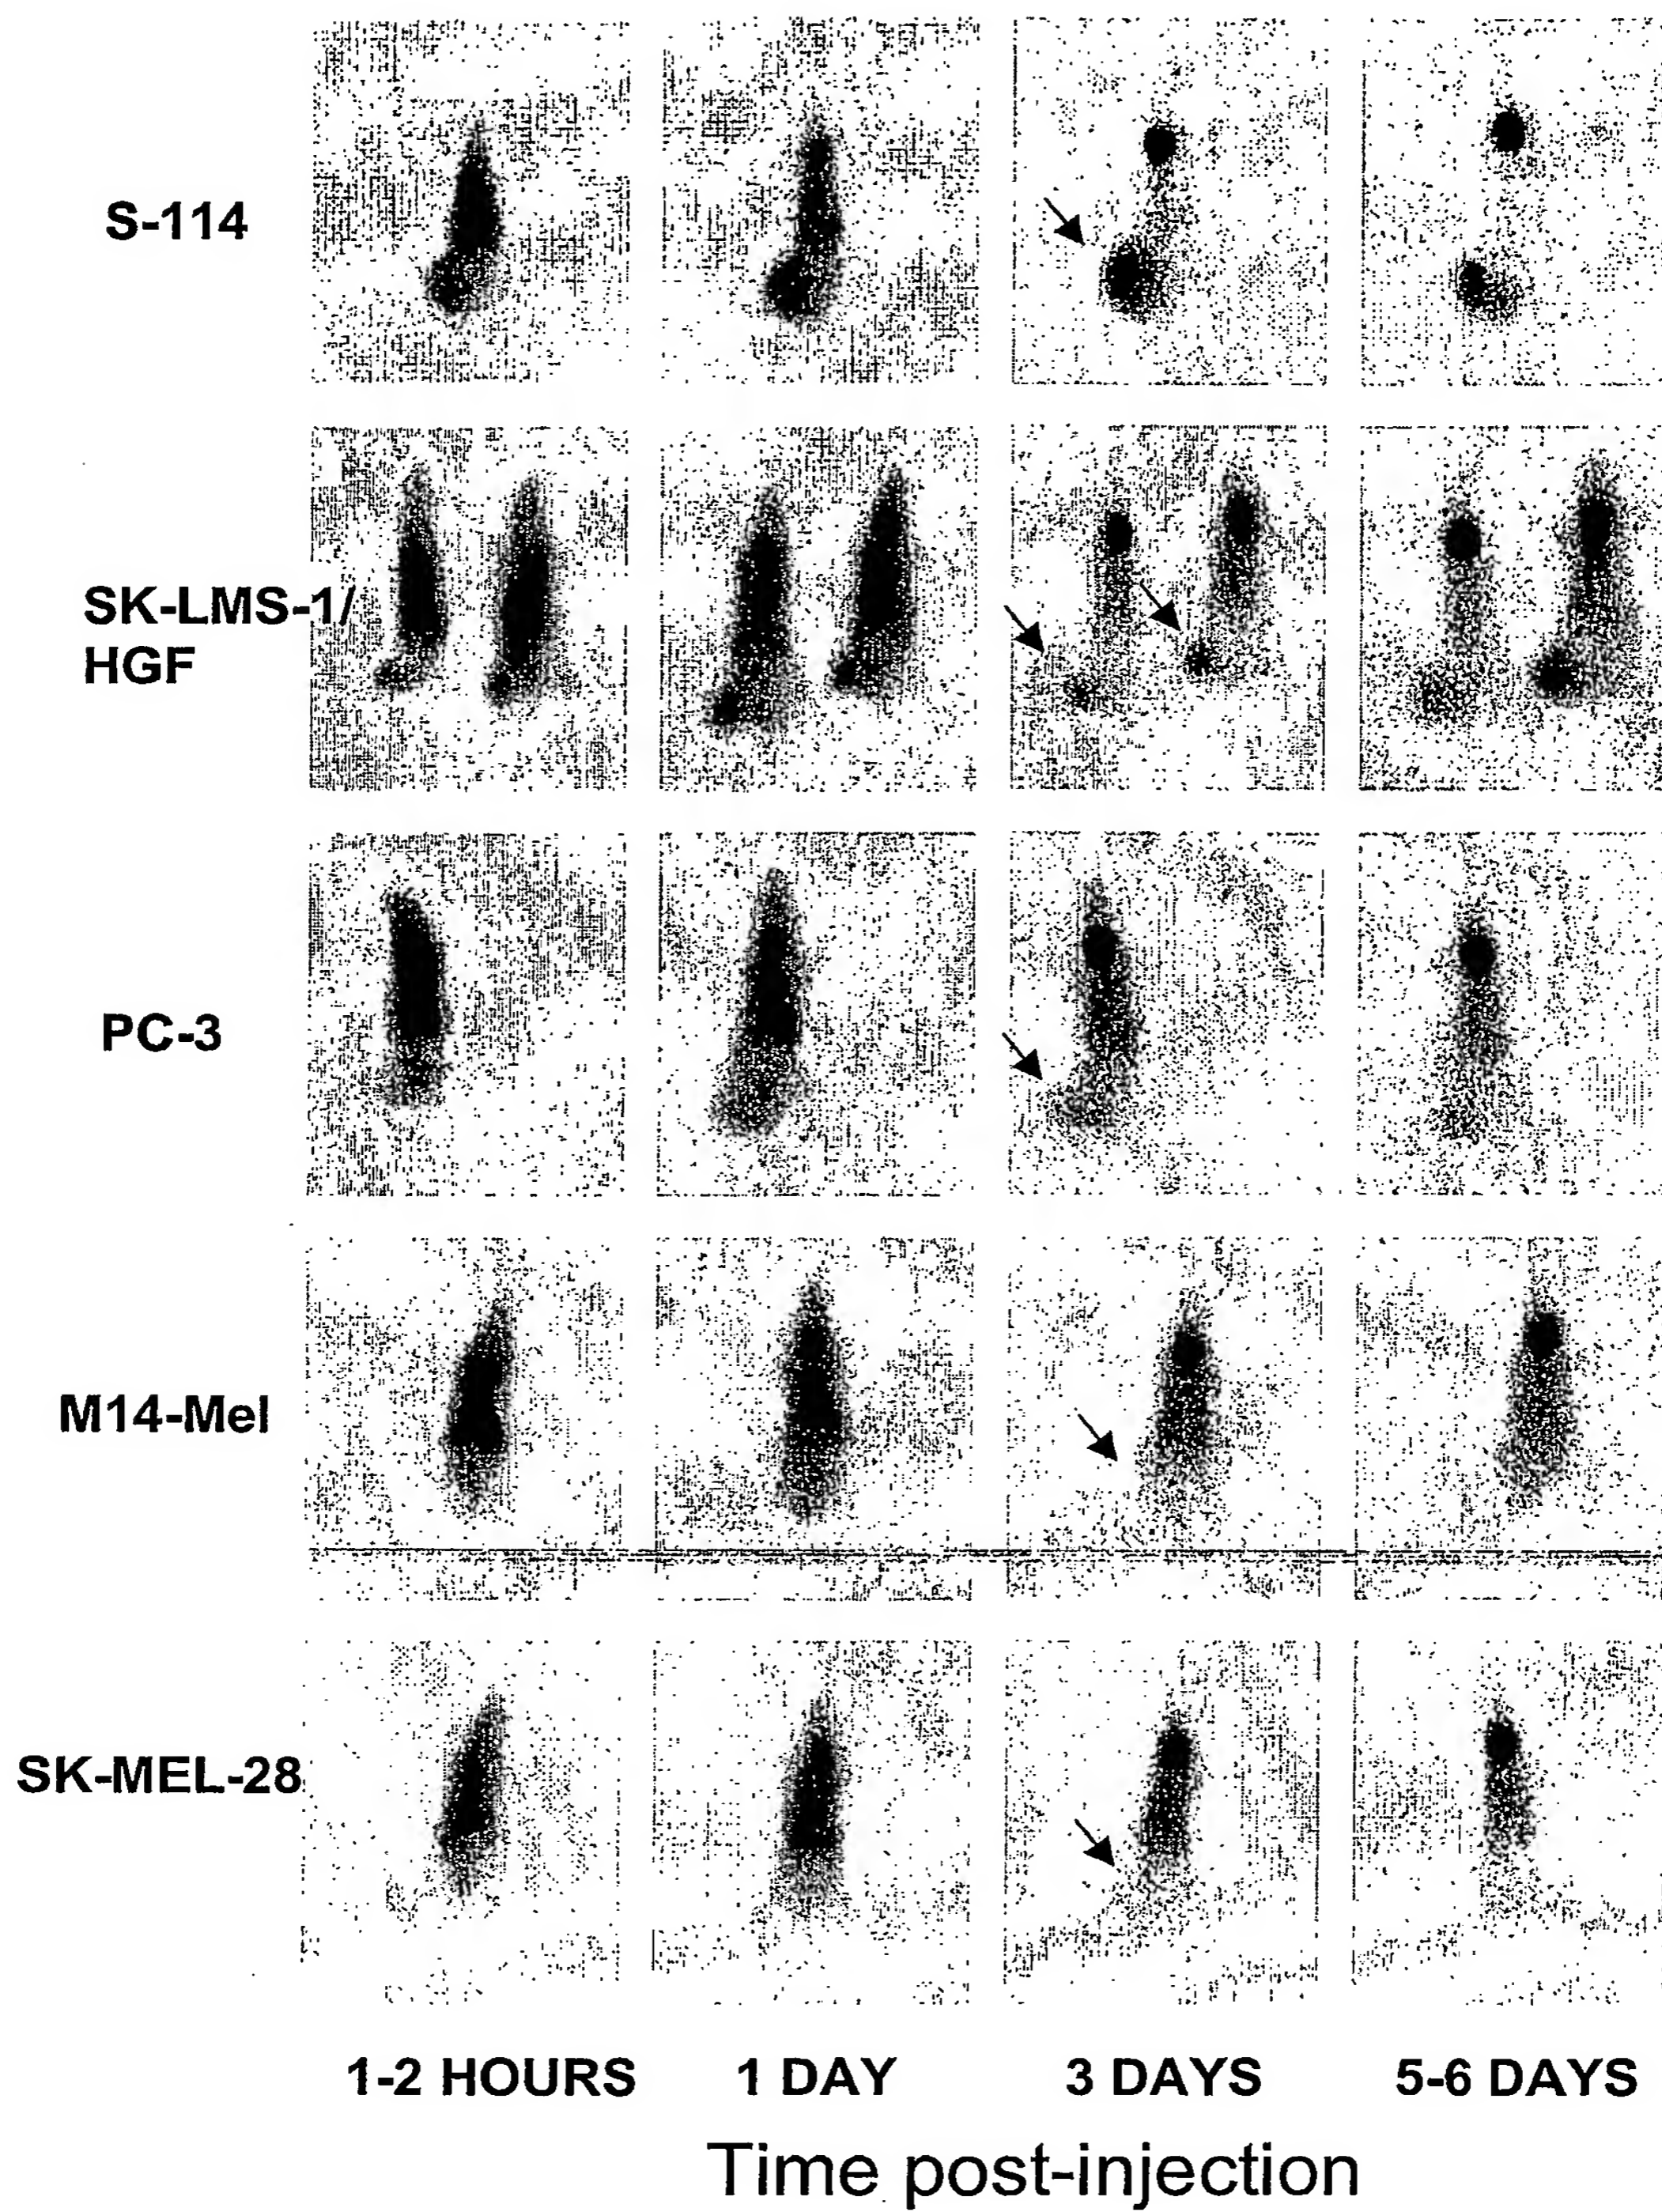 S-114
SK-LMS-1/
HGF
PC-3
M14-Mel
SK-MEL-28
1-2 HOURS
1 DAY
3 DAYS
5-6 DAYS
Time post-injection